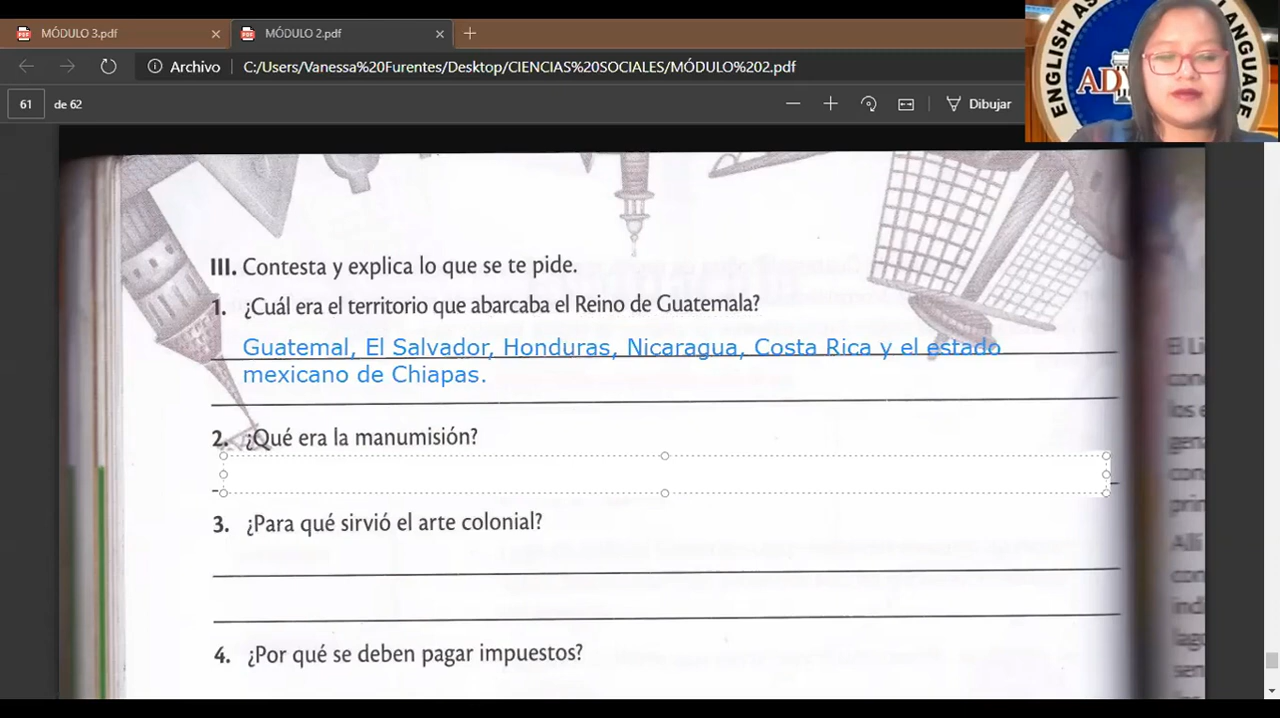 MÓDULO 3.pdf
MÓDULO 2.pdf
Archivo
C:/Users/Vanessa%20Furentes/Desktop/CIENCIAS%20SOCIALES/MÓDULO%202.pdf
61 de 62
Dibujar
ENGLISH AS
LANGUAGE
III. Contesta y explica lo que se te pide.
1. ¿Cuál era el territorio que abarcaba el Reino de Guatemala?
Guatemal, El Salvador, Honduras, Nicaragua, Costa Rica y el estado
mexicano de Chiapas.
2. ¿Qué era la manumisión?
3. ¿Para qué sirvió el arte colonial?
4. ¿Por qué se deben pagar impuestos?